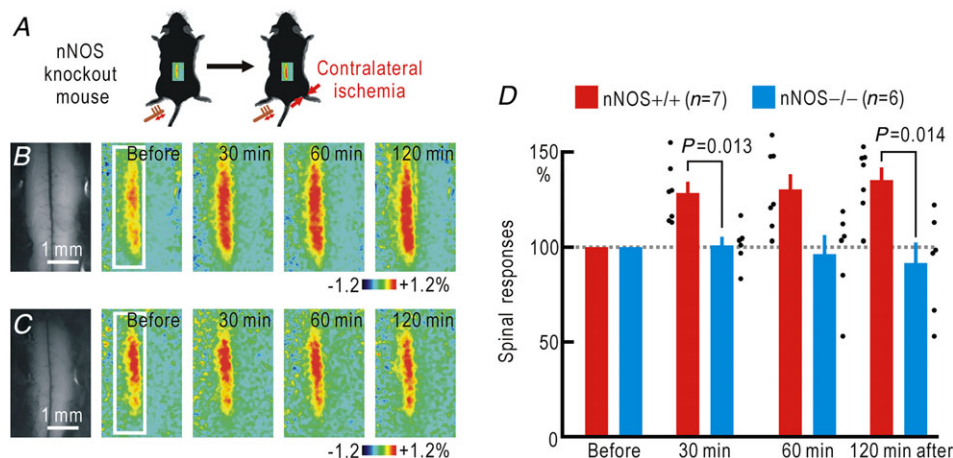 A
nNOS
knockout
mouse
Contralateral
ischemia
B
Before
30 min
60 min
120 min
1 mm
-1.2
+1.2%
C
Before
30 min
60 min
120 min
1 mm
-1.2
+1.2%
D
nNOS+/+ (n=7)
nNOS−/− (n=6)
P=0.013
P=0.014
150
%
100
50
0
Spinal responses
Before
30 min
60 min
120 min after